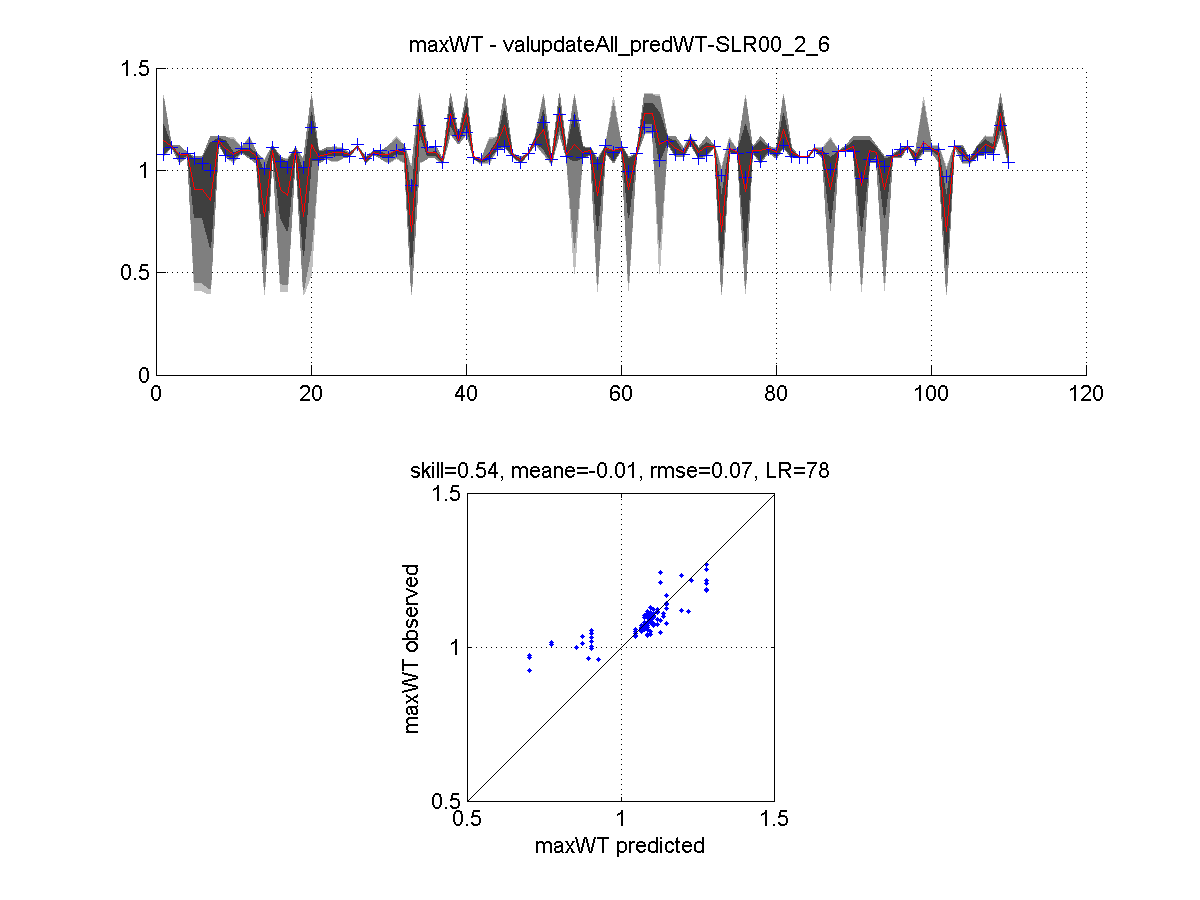 maxWT - valupdateAll_predWT-SLR00_2_6
1.5
1
0.5
0
0 20 40 60 80 100 120
skill=0.54, meane=-0.01, rmse=0.07, LR=78
1.5
1
0.5
maxWT observed
0.5 1 1.5
maxWT predicted